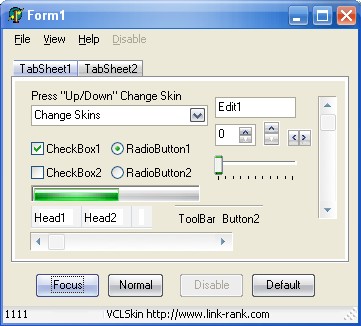 Form1
File View Help Disable
TabSheet1 TabSheet2
Press "Up/Down" Change Skin
Change Skins
Edit1
0
CheckBox1 RadioButton1
CheckBox2 RadioButton2
Head1 Head2
ToolBar Button2
Focus Normal Disable Default
1111 VCLSkin http://www.link-rank.com